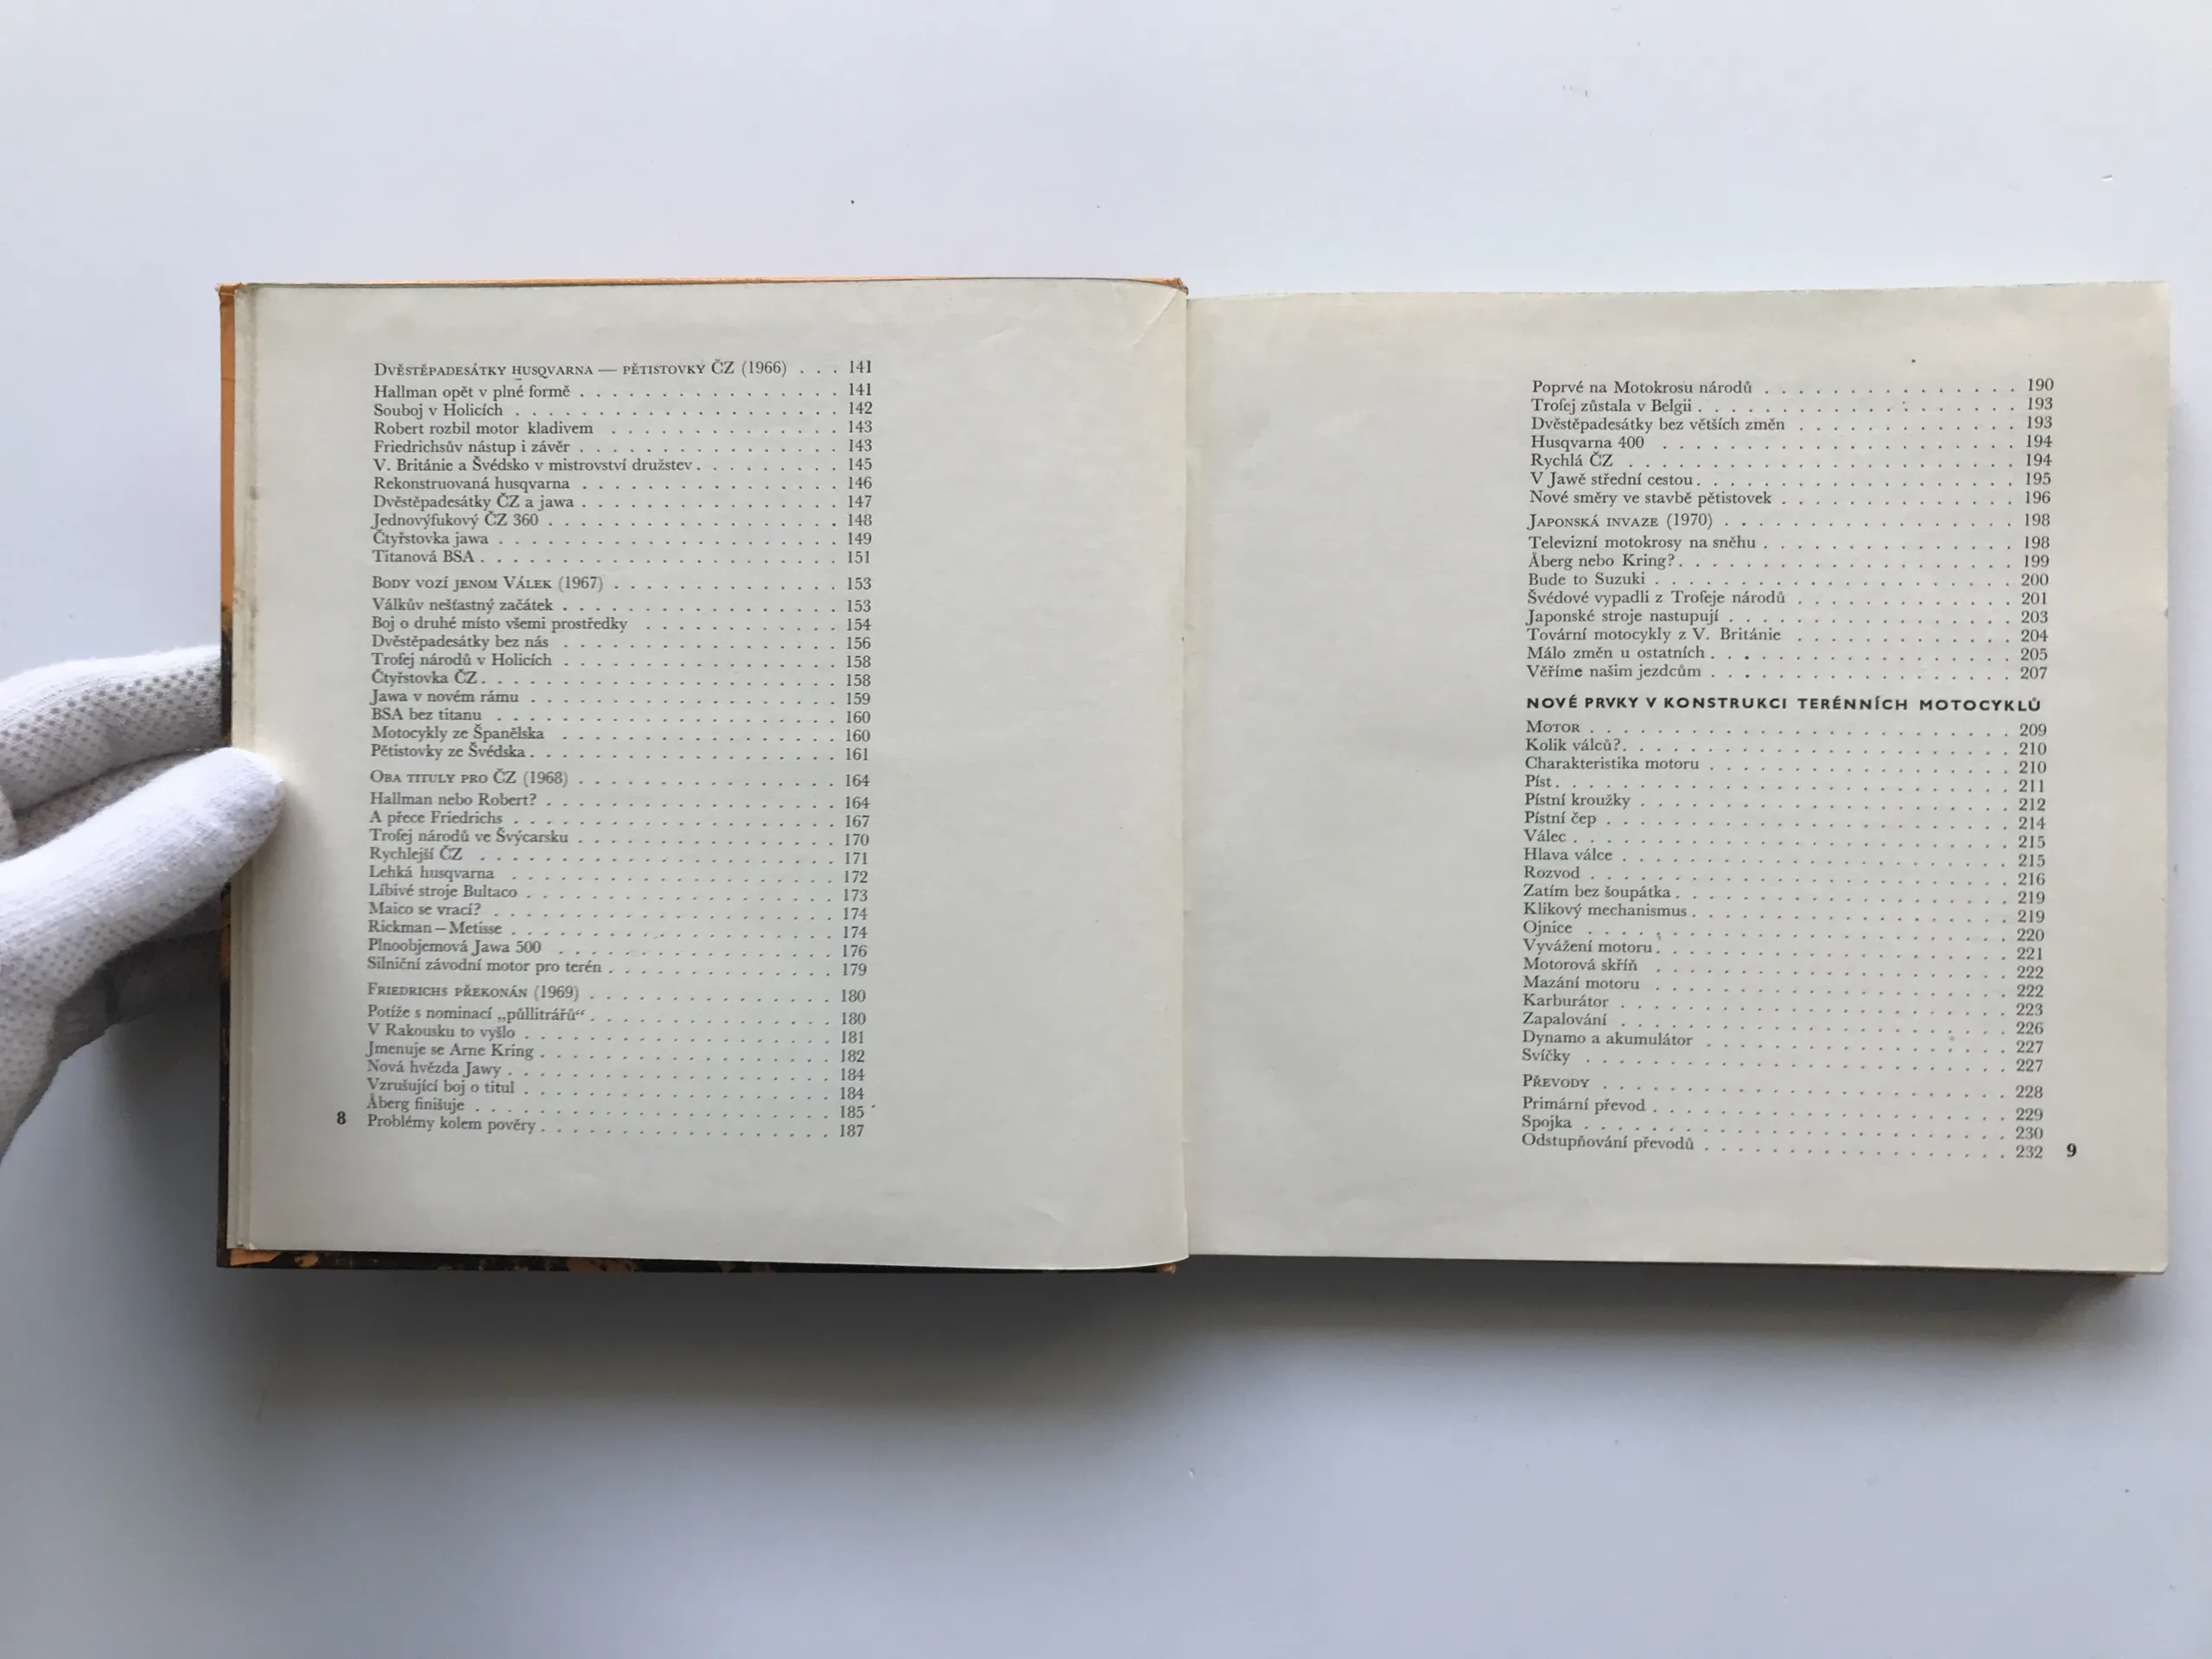 Dvěstěpadesátky Husqvarna — pětistovky ČZ (1966) . . . 141
Hallman opět v plné formě . . . 141
Souboj v Holicích . . . 142
Robert rozbil motor kladivem . . . 143
Friedrichsův nástup i závěr . . . 143
V. Británie a Švédsko v mistrovství družstev . . . 145
Rekonstruovaná husqvarna . . . 146
Dvěstěpadesátky ČZ a jawa . . . 147
Jednovýfukový ČZ 360 . . . 148
Čtyřstovka jawa . . . 149
Titanová BSA . . . 151
Body vozí jenom Válek (1967) . . . 153
Válkův nešťastný začátek . . . 153
Boj o druhé místo všemi prostředky . . . 154
Dvěstěpadesátky bez nás . . . 156
Trofej národů v Holicích . . . 158
Čtyřstovka ČZ . . . 158
Jawa v novém rámu . . . 159
BSA bez titanu . . . 160
Motocykly ze Španělska . . . 160
Pětistovky ze Švédska . . . 161
Oba tituly pro ČZ (1968) . . . 164
Hallman nebo Robert? . . . 164
A přece Friedrichs . . . 167
Trofej národů ve Švýcarsku . . . 170
Rychlejší ČZ . . . 171
Lehká husqvarna . . . 172
Líbivé stroje Bultaco . . . 173
Maico se vrací? . . . 174
Rickman – Metisse . . . 174
Plnoobjemová Jawa 500 . . . 176
Silniční závodní motor pro terén . . . 179
Friedrichs překonán (1969) . . . 180
Potíže s nominací „půllitrářů“ . . . 180
V Rakousku to vyšlo . . . 181
Jmenuje se Arne Kring . . . 182
Nová hvězda Jawy . . . 184
Vzrušující boj o titul . . . 184
Åberg finišuje . . . 185
Problémy kolem pověry . . . 187
8
Poprvé na Motokrosu národů . . . 190
Trofej zůstala v Belgii . . . 193
Dvěstěpadesátky bez větších změn . . . 193
Husqvarna 400 . . . 194
Rychlá ČZ . . . 194
V Jawě střední cestou . . . 195
Nové směry ve stavbě pětistovek . . . 196
Japonská invaze (1970) . . . 198
Televizní motokrosy na sněhu . . . 198
Åberg nebo Kring? . . . 199
Bude to Suzuki . . . 200
Švédové vypadli z Trofeje národů . . . 201
Japonské stroje nastupují . . . 203
Tovární motocykly z V. Británie . . . 204
Málo změn u ostatních . . . 205
Věříme našim jezdcům . . . 207
NOVÉ PRVKY V KONSTRUKCI TERÉNNÍCH MOTOCYKLŮ
Motor . . . 209
Kolik válců? . . . 210
Charakteristika motoru . . . 210
Píst . . . 211
Pístní kroužky . . . 212
Pístní čep . . . 214
Válec . . . 215
Hlava válce . . . 215
Rozvod . . . 216
Zatím bez šoupátka . . . 219
Klikový mechanismus . . . 219
Ojnice . . . 220
Vyvážení motoru . . . 221
Motorová skříň . . . 222
Mazání motoru . . . 222
Karburátor . . . 223
Zapalování . . . 226
Dynamo a akumulátor . . . 227
Svíčky . . . 227
Převody . . . 228
Primární převod . . . 229
Spojka . . . 230
Odstupňování převodů . . . 232
9